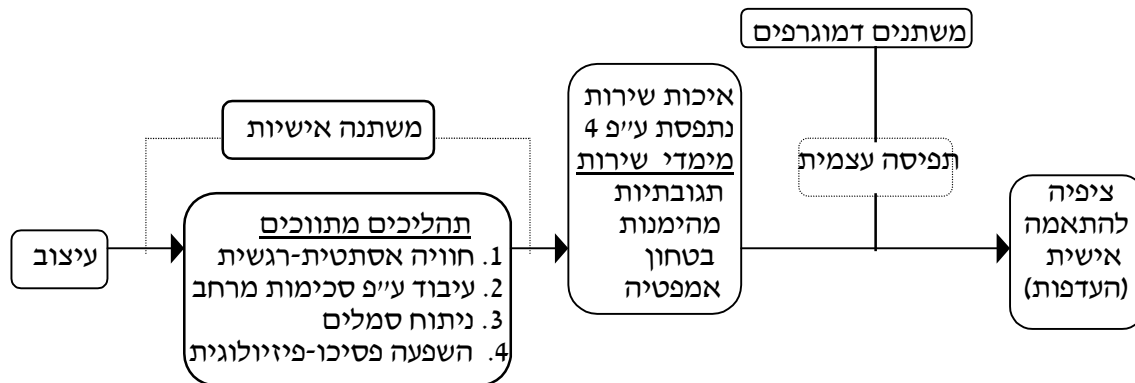 משתנים דמוגרפים
משתנה אישיות
איכות שירות
נתפסת ע״פ 4
מימדי שירות
תגובתיות
מהימנות
בטחון
אמפטיה
תפיסה עצמית
עיצוב
תהליכים מתווכים
1. חוויה אסתטית-רגשית
2. עיבוד ע״פ סכימות מרחב
3. ניתוח סמלים
4. השפעה פסיכו-פיזיולוגית
ציפיה
להתאמה
אישית
(העדפות)